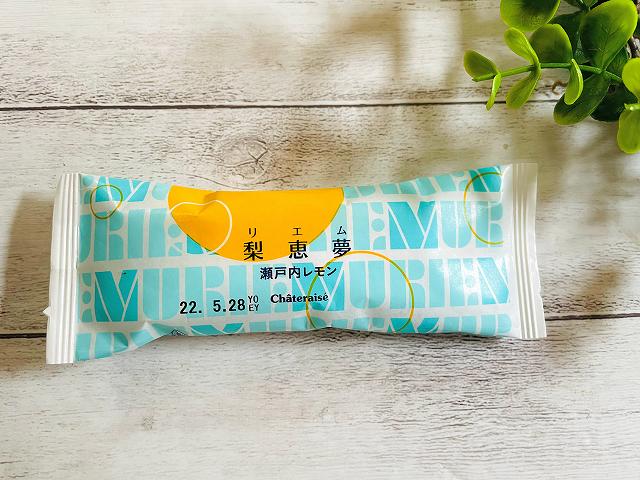 リエム
梨恵夢
瀬戸内レモン
22. 5.28 YO
EY
Châteraisé